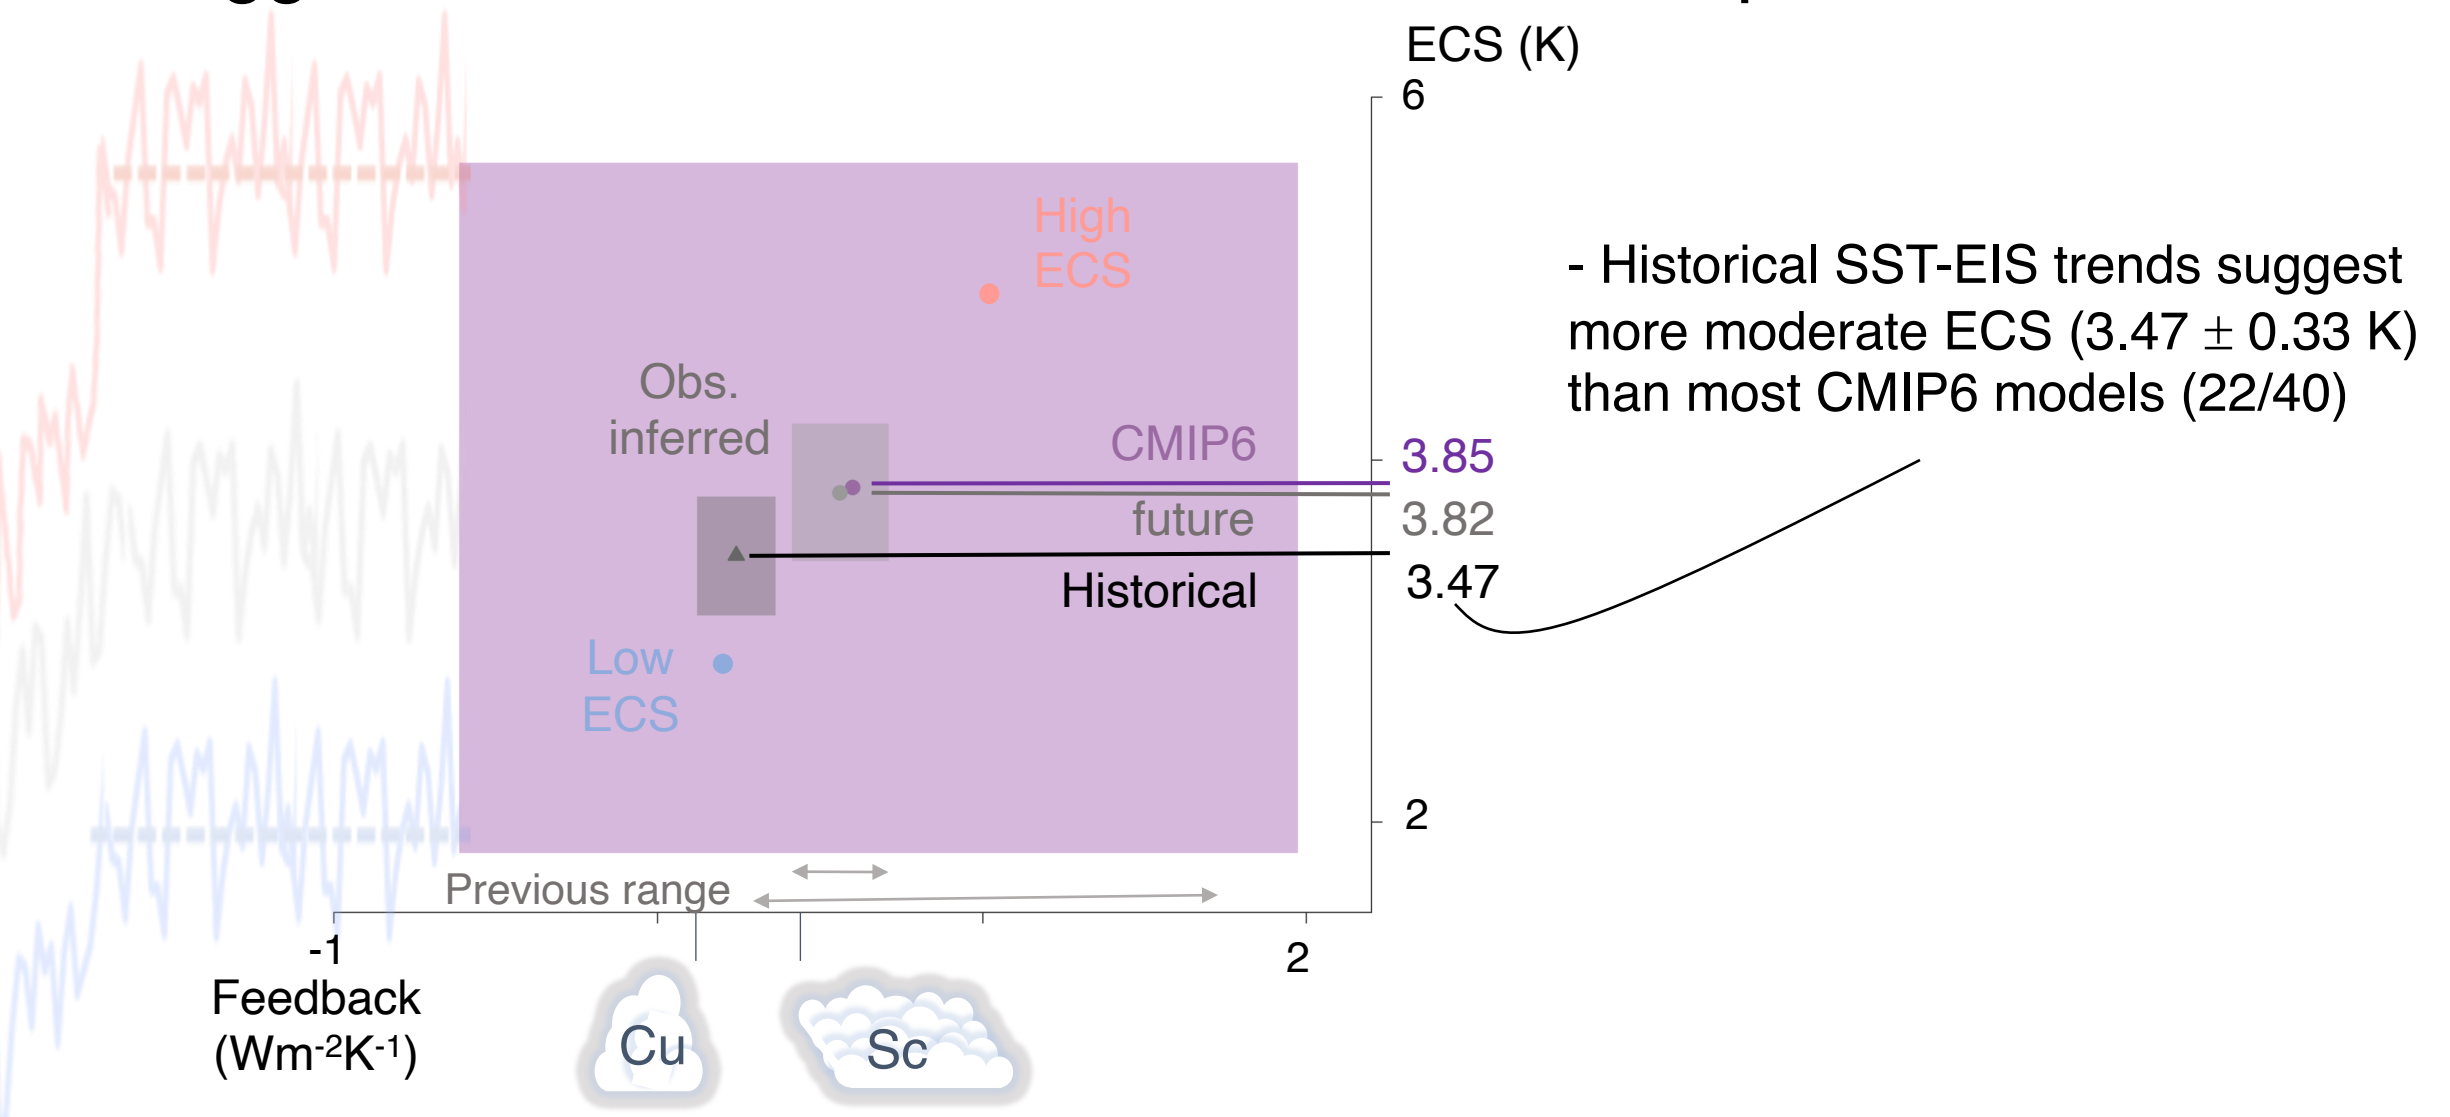 ECS (K)
6
High
ECS
Obs.
inferred
CMIP6
3.85
future
3.82
Historical
3.47
Low
ECS
2
Previous range
-1
2
Feedback
(Wm-2K-1)
Cu
Sc
- Historical SST-EIS trends suggest
more moderate ECS (3.47 ± 0.33 K)
than most CMIP6 models (22/40)